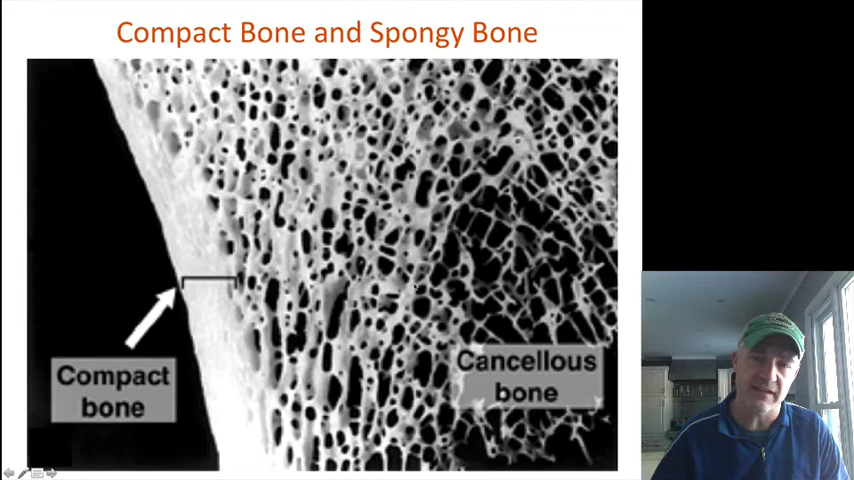 Compact Bone and Spongy Bone
Compact
bone
Cancellous
bone